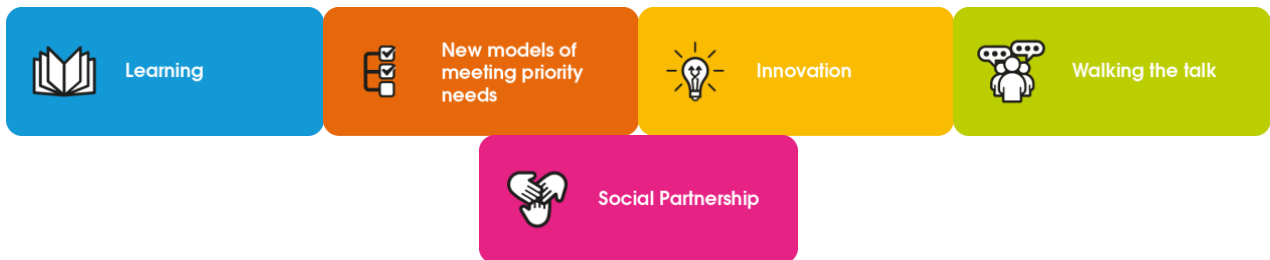 Learning
New models of
meeting priority
needs
Innovation
Walking the talk
Social Partnership